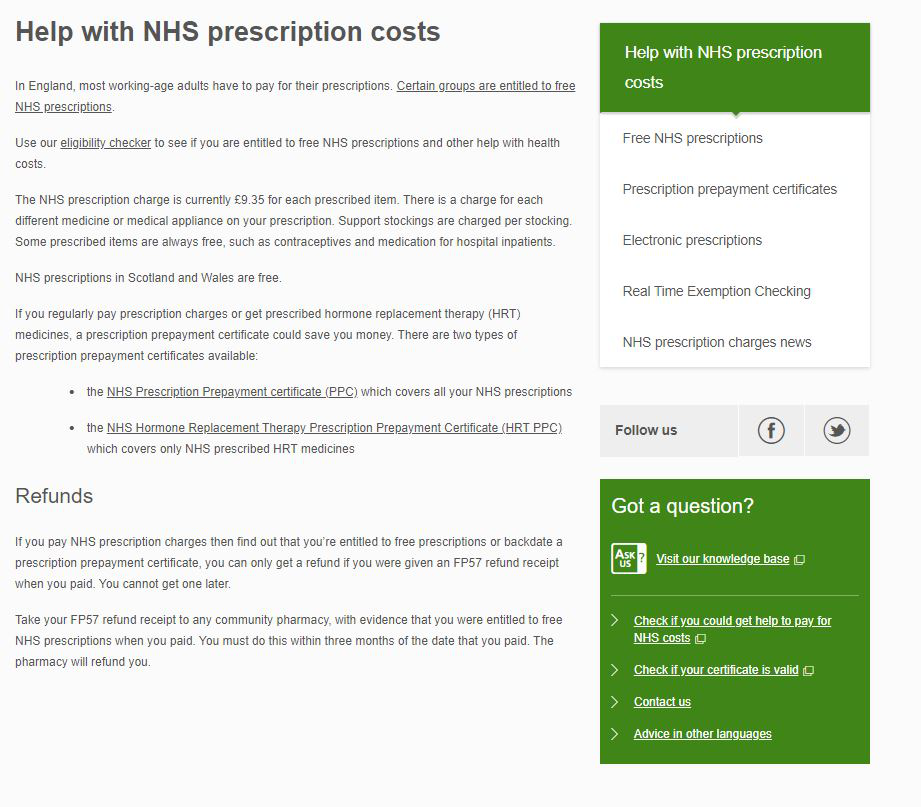 Help with NHS prescription costs
In England, most working-age adults have to pay for their prescriptions. Certain groups are entitled to free
NHS prescriptions.
Use our eligibility checker to see if you are entitled to free NHS prescriptions and other help with health
costs.
The NHS prescription charge is currently £9.35 for each prescribed item. There is a charge for each
different medicine or medical appliance on your prescription. Support stockings are charged per stocking.
Some prescribed items are always free, such as contraceptives and medication for hospital inpatients.
NHS prescriptions in Scotland and Wales are free.
If you regularly pay prescription charges or get prescribed hormone replacement therapy (HRT)
medicines, a prescription prepayment certificate could save you money. There are two types of
prescription prepayment certificates available:
• the NHS Prescription Prepayment certificate (PPC) which covers all your NHS prescriptions
• the NHS Hormone Replacement Therapy Prescription Prepayment Certificate (HRT PPC)
which covers only NHS prescribed HRT medicines
Refunds
If you pay NHS prescription charges then find out that you’re entitled to free prescriptions or backdate a
prescription prepayment certificate, you can only get a refund if you were given an FP57 refund receipt
when you paid. You cannot get one later.
Take your FP57 refund receipt to any community pharmacy, with evidence that you were entitled to free
NHS prescriptions when you paid. You must do this within three months of the date that you paid. The
pharmacy will refund you.
Help with NHS prescription
costs
Free NHS prescriptions
Prescription prepayment certificates
Electronic prescriptions
Real Time Exemption Checking
NHS prescription charges news
Follow us
Got a question?
ASK
US ?
Visit our knowledge base
Check if you could get help to pay for
NHS costs
Check if your certificate is valid
Contact us
Advice in other languages